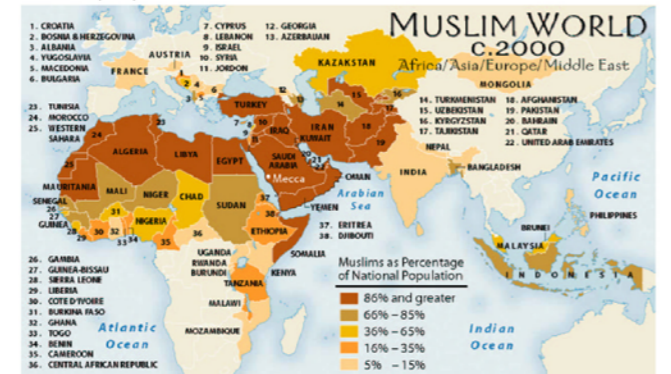 MUSLIM WORLD
c.2000
Africa/Asia/Europe/Middle East
1. CROATIA
2. BOSNIA & HERZEGOVINA
3. ALBANIA
4. YUGOSLAVIA
5. MACEDONIA
6. BULGARIA
7. CYPRUS
8. LEBANON
9. ISRAEL
10. SYRIA
11. JORDON
12. GEORGIA
13. AZERBAIJAN
AUSTRIA
FRANCE
KAZAKSTAN
MONGOLIA
14. TURKMENISTAN
15. UZBEKISTAN
16. KYRGZSTAN
17. TAJKISTAN
18. AFGHANISTAN
19. PAKISTAN
20. BAHRAIN
21. QATAR
22. UNITED ARAB EMIRATES
23. TUNISIA
24. MOROCCO
25. WESTERN
SAHARA
TURKEY
IRAQ
IRAN
KUWAIT
SAUDI
ARABIA
Mecca
OMAN
YEMEN
Arabian
Sea
NEPAL
INDIA
BANGLADESH
Pacific
Ocean
PHILIPPINES
BRUNEI
MALAYSIA
INDONESIA
ALGERIA
LIBYA
EGYPT
MAURITANIA
MALI
NIGER
CHAD
SUDAN
SENEGAL
GUINEA
NIGERIA
ETHIOPIA
SOMALIA
37. ERITREA
38. DJIBOUTI
UGANDA
RWANDA
BURUNDI
KENYA
TANZANIA
MALAWI
MOZAMBIQUE
26. GAMBIA
27. GUINEA-BISSAU
28. SIERRA LEONE
29. LIBERIA
30. COTE D'IVOIRE
31. BURKINA FASO
32. GHANA
33. TOGO
34. BENIN
35. CAMEROON
36. CENTRAL AFRICAN REPUBLIC
Atlantic
Ocean
Indian
Ocean
Muslims as Percentage
of National Population
86% and greater
66% – 85%
36% – 65%
16% – 35%
5% – 15%